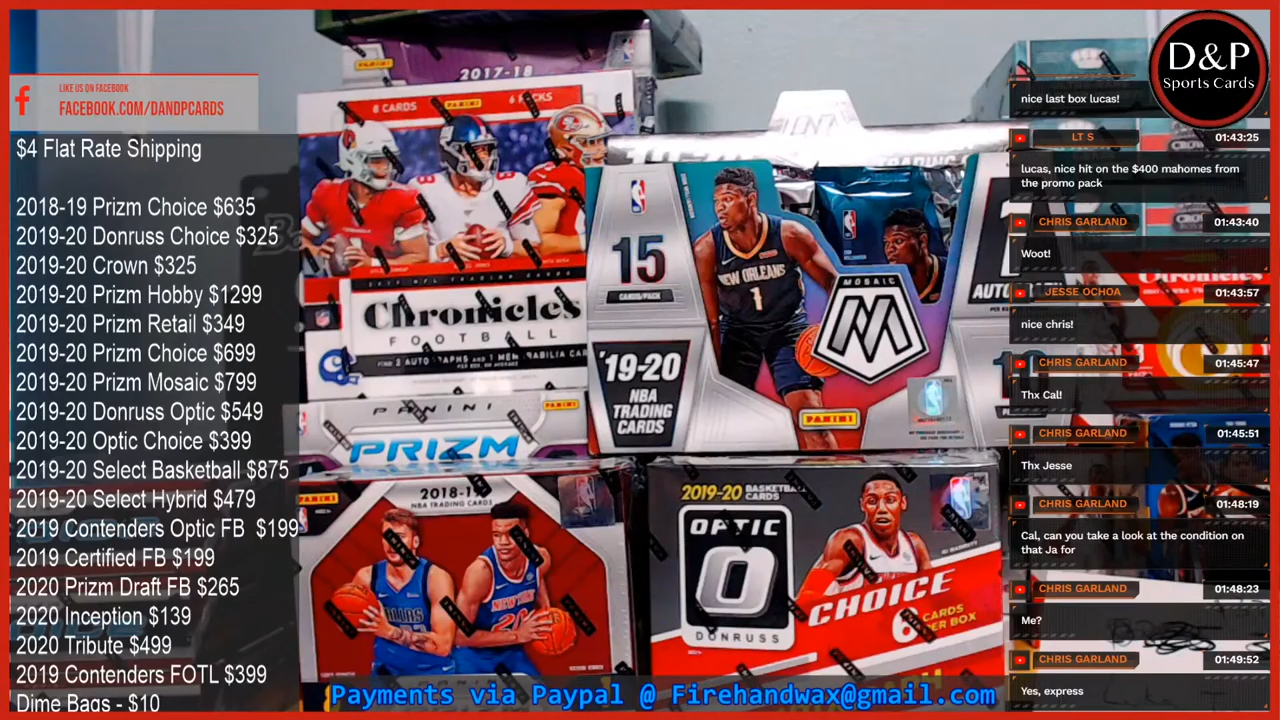 LIKE US ON FACEBOOK
FACEBOOK.COM/DANDPCARDS
$4 Flat Rate Shipping
2018-19 Prizm Choice $635
2019-20 Donruss Choice $325
2019-20 Crown $325
2019-20 Prizm Hobby $1299
2019-20 Prizm Retail $349
2019-20 Prizm Choice $699
2019-20 Prizm Mosaic $799
2019-20 Donruss Optic $549
2019-20 Optic Choice $399
2019-20 Select Basketball $875
2019-20 Select Hybrid $479
2019 Contenders Optic FB $199
2019 Certified FB $199
2020 Prizm Draft FB $265
2020 Inception $139
2020 Tribute $499
2019 Contenders FOTL $399
Dime Bags - $10
PANINI
2017-18
8 CARDS
PANINI
6 PACKS
Chronicles
FOOTBALL
PANINI
PANINI
PRIZM
15
CARDS/PACK
'19-20
NBA
TRADING
CARDS
NEW ORLEANS
1
MOSAIC
M
PANINI
PANINI
2018-19
NBA TRADING CARDS
DALLAS
NEW YORK
2019-20 BASKETBALL
CARDS
OPTIC
O
DONRUSS
CHOICE
6 CARDS
PER BOX
Payments via Paypal @ Firehandwax@gmail.com
D&P
Sports Cards
nice last box lucas!
LT S
01:43:25
lucas, nice hit on the $400 mahomes from
the promo pack
CHRIS GARLAND
01:43:40
Woot!
JESSE OCHOA
01:43:57
nice chris!
CHRIS GARLAND
01:45:47
Thx Cal!
CHRIS GARLAND
01:45:51
Thx Jesse
CHRIS GARLAND
01:48:19
Cal, can you take a look at the condition on
that Ja for
CHRIS GARLAND
01:48:23
Me?
CHRIS GARLAND
01:49:52
Yes, express